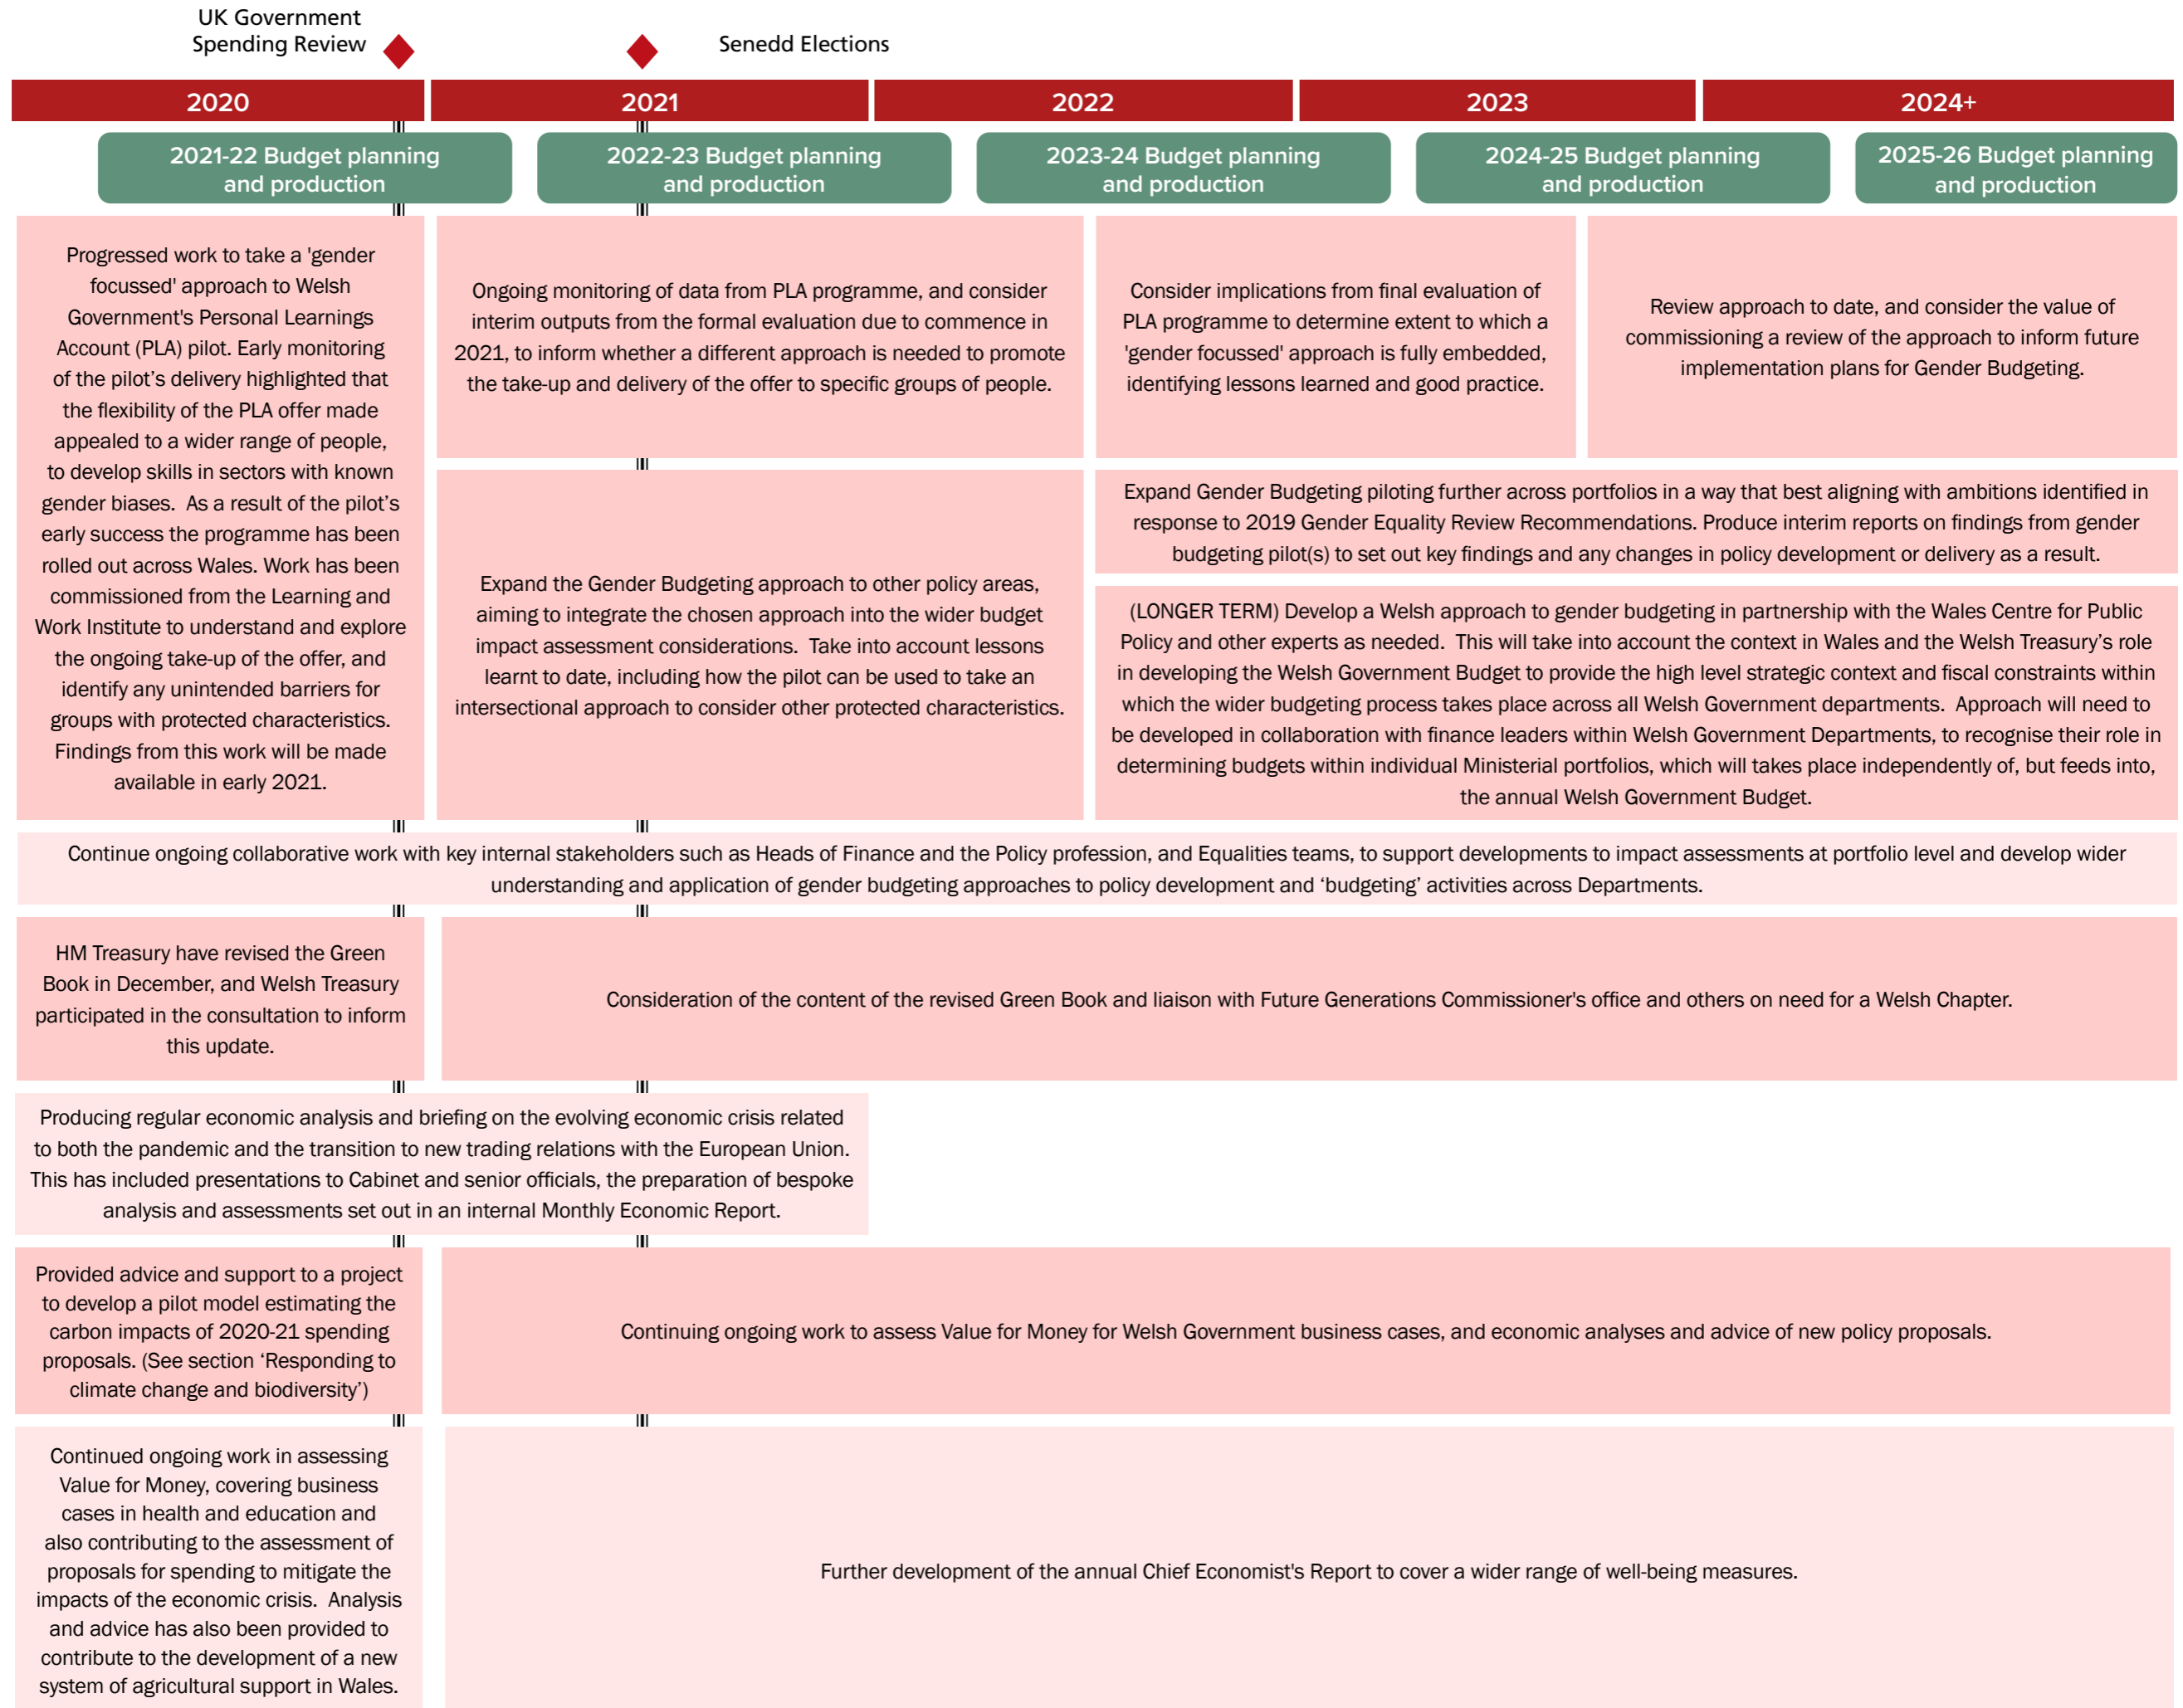 UK Government
Spending Review
Senedd Elections
2020
2021
2022
2023
2024+
2021-22 Budget planning
and production
2022-23 Budget planning
and production
2023-24 Budget planning
and production
2024-25 Budget planning
and production
2025-26 Budget planning
and production
Progressed work to take a 'gender
focussed' approach to Welsh
Government's Personal Learnings
Account (PLA) pilot. Early monitoring
of the pilot’s delivery highlighted that
the flexibility of the PLA offer made
appealed to a wider range of people,
to develop skills in sectors with known
gender biases. As a result of the pilot’s
early success the programme has been
rolled out across Wales. Work has been
commissioned from the Learning and
Work Institute to understand and explore
the ongoing take-up of the offer, and
identify any unintended barriers for
groups with protected characteristics.
Findings from this work will be made
available in early 2021.
Ongoing monitoring of data from PLA programme, and consider
interim outputs from the formal evaluation due to commence in
2021, to inform whether a different approach is needed to promote
the take-up and delivery of the offer to specific groups of people.
Consider implications from final evaluation of
PLA programme to determine extent to which a
'gender focussed' approach is fully embedded,
identifying lessons learned and good practice.
Review approach to date, and consider the value of
commissioning a review of the approach to inform future
implementation plans for Gender Budgeting.
Expand the Gender Budgeting approach to other policy areas,
aiming to integrate the chosen approach into the wider budget
impact assessment considerations. Take into account lessons
learnt to date, including how the pilot can be used to take an
intersectional approach to consider other protected characteristics.
Expand Gender Budgeting piloting further across portfolios in a way that best aligning with ambitions identified in
response to 2019 Gender Equality Review Recommendations. Produce interim reports on findings from gender
budgeting pilot(s) to set out key findings and any changes in policy development or delivery as a result.
(LONGER TERM) Develop a Welsh approach to gender budgeting in partnership with the Wales Centre for Public
Policy and other experts as needed. This will take into account the context in Wales and the Welsh Treasury’s role
in developing the Welsh Government Budget to provide the high level strategic context and fiscal constraints within
which the wider budgeting process takes place across all Welsh Government departments. Approach will need to
be developed in collaboration with finance leaders within Welsh Government Departments, to recognise their role in
determining budgets within individual Ministerial portfolios, which will takes place independently of, but feeds into,
the annual Welsh Government Budget.
Continue ongoing collaborative work with key internal stakeholders such as Heads of Finance and the Policy profession, and Equalities teams, to support developments to impact assessments at portfolio level and develop wider
understanding and application of gender budgeting approaches to policy development and ‘budgeting’ activities across Departments.
HM Treasury have revised the Green
Book in December, and Welsh Treasury
participated in the consultation to inform
this update.
Consideration of the content of the revised Green Book and liaison with Future Generations Commissioner's office and others on need for a Welsh Chapter.
Producing regular economic analysis and briefing on the evolving economic crisis related
to both the pandemic and the transition to new trading relations with the European Union.
This has included presentations to Cabinet and senior officials, the preparation of bespoke
analysis and assessments set out in an internal Monthly Economic Report.
Provided advice and support to a project
to develop a pilot model estimating the
carbon impacts of 2020-21 spending
proposals. (See section ‘Responding to
climate change and biodiversity’)
Continuing ongoing work to assess Value for Money for Welsh Government business cases, and economic analyses and advice of new policy proposals.
Continued ongoing work in assessing
Value for Money, covering business
cases in health and education and
also contributing to the assessment of
proposals for spending to mitigate the
impacts of the economic crisis. Analysis
and advice has also been provided to
contribute to the development of a new
system of agricultural support in Wales.
Further development of the annual Chief Economist's Report to cover a wider range of well-being measures.